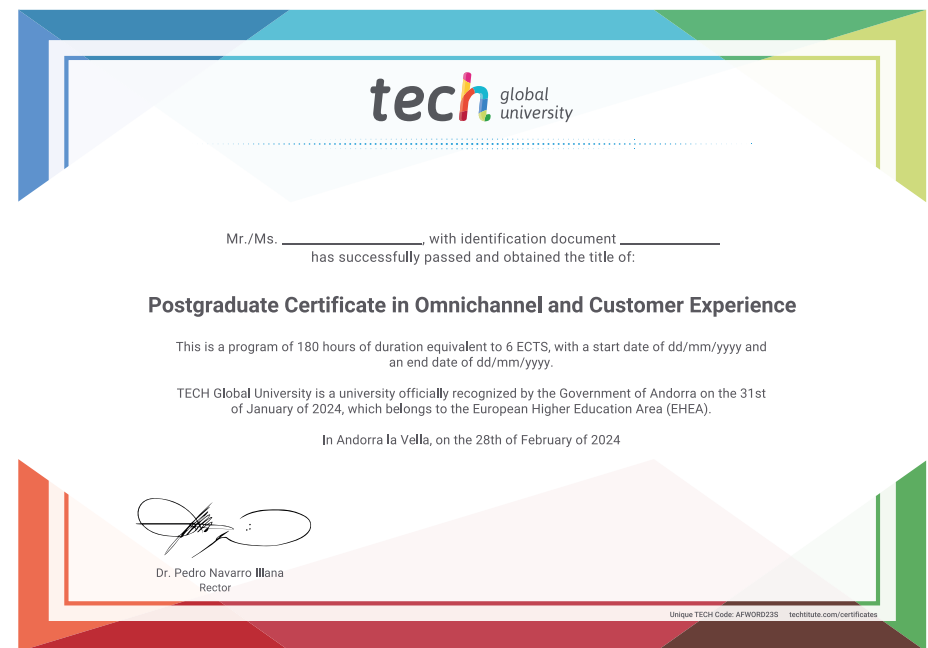 tech global
university
Mr./Ms. ____________________, with identification document ______________
has successfully passed and obtained the title of:
Postgraduate Certificate in Omnichannel and Customer Experience
This is a program of 180 hours of duration equivalent to 6 ECTS, with a start date of dd/mm/yyyy and
an end date of dd/mm/yyyy.
TECH Global University is a university officially recognized by the Government of Andorra on the 31st
of January of 2024, which belongs to the European Higher Education Area (EHEA).
In Andorra la Vella, on the 28th of February of 2024
Dr. Pedro Navarro Illana
Rector
Unique TECH Code: AFWORD23S techtitute.com/certificates